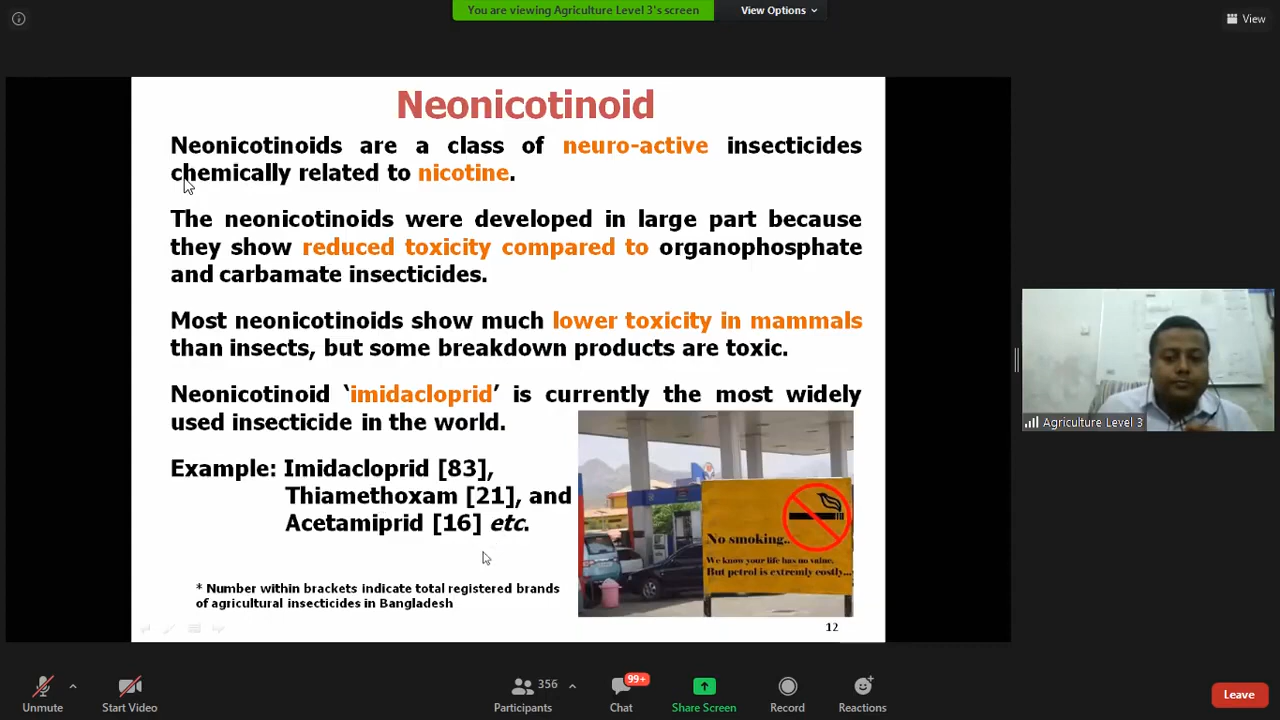 You are viewing Agriculture Level 3's screen
View Options
View
Neonicotinoid
Neonicotinoids are a class of neuro-active insecticides
chemically related to nicotine.
The neonicotinoids were developed in large part because
they show reduced toxicity compared to organophosphate
and carbamate insecticides.
Most neonicotinoids show much lower toxicity in mammals
than insects, but some breakdown products are toxic.
Neonicotinoid ‘imidacloprid’ is currently the most widely
used insecticide in the world.
Example: Imidacloprid [83],
Thiamethoxam [21], and
Acetamiprid [16] etc.
No smoking..
We know your life has no value,
But petrol is extremely costly...
* Number within brackets indicate total registered brands
of agricultural insecticides in Bangladesh
12
Agriculture Level 3
Unmute
Start Video
356
Participants
99+
Chat
Share Screen
Record
Reactions
Leave